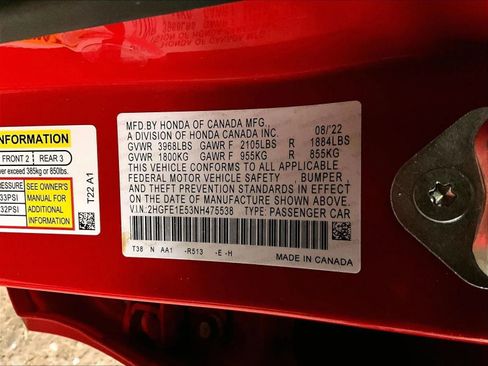 INFORMATION
FRONT 2 REAR 3
ver exceed 385kg or 850lbs.
PRESSURE SEE OWNER'S
33PSI MANUAL FOR
32PSI ADDITIONAL
INFORMATION
T22 A1
MFD.BY HONDA OF CANADA MFG.,
A DIVISION OF HONDA CANADA INC. 08/'22
GVWR 3968LBS GAWR F 2105LBS R 1884LBS
GVWR 1800KG GAWR F 955KG R 855KG
THIS VEHICLE CONFORMS TO ALL APPLICABLE
FEDERAL MOTOR VEHICLE SAFETY , BUMPER ,
AND THEFT PREVENTION STANDARDS IN EFFECT
ON THE DATE OF MANUFACTURE SHOWN ABOVE.
V.I.N:2HGFE1E53NH475538 TYPE:PASSENGER CAR
T38 N AA1 -R513 -E -H
MADE IN CANADA